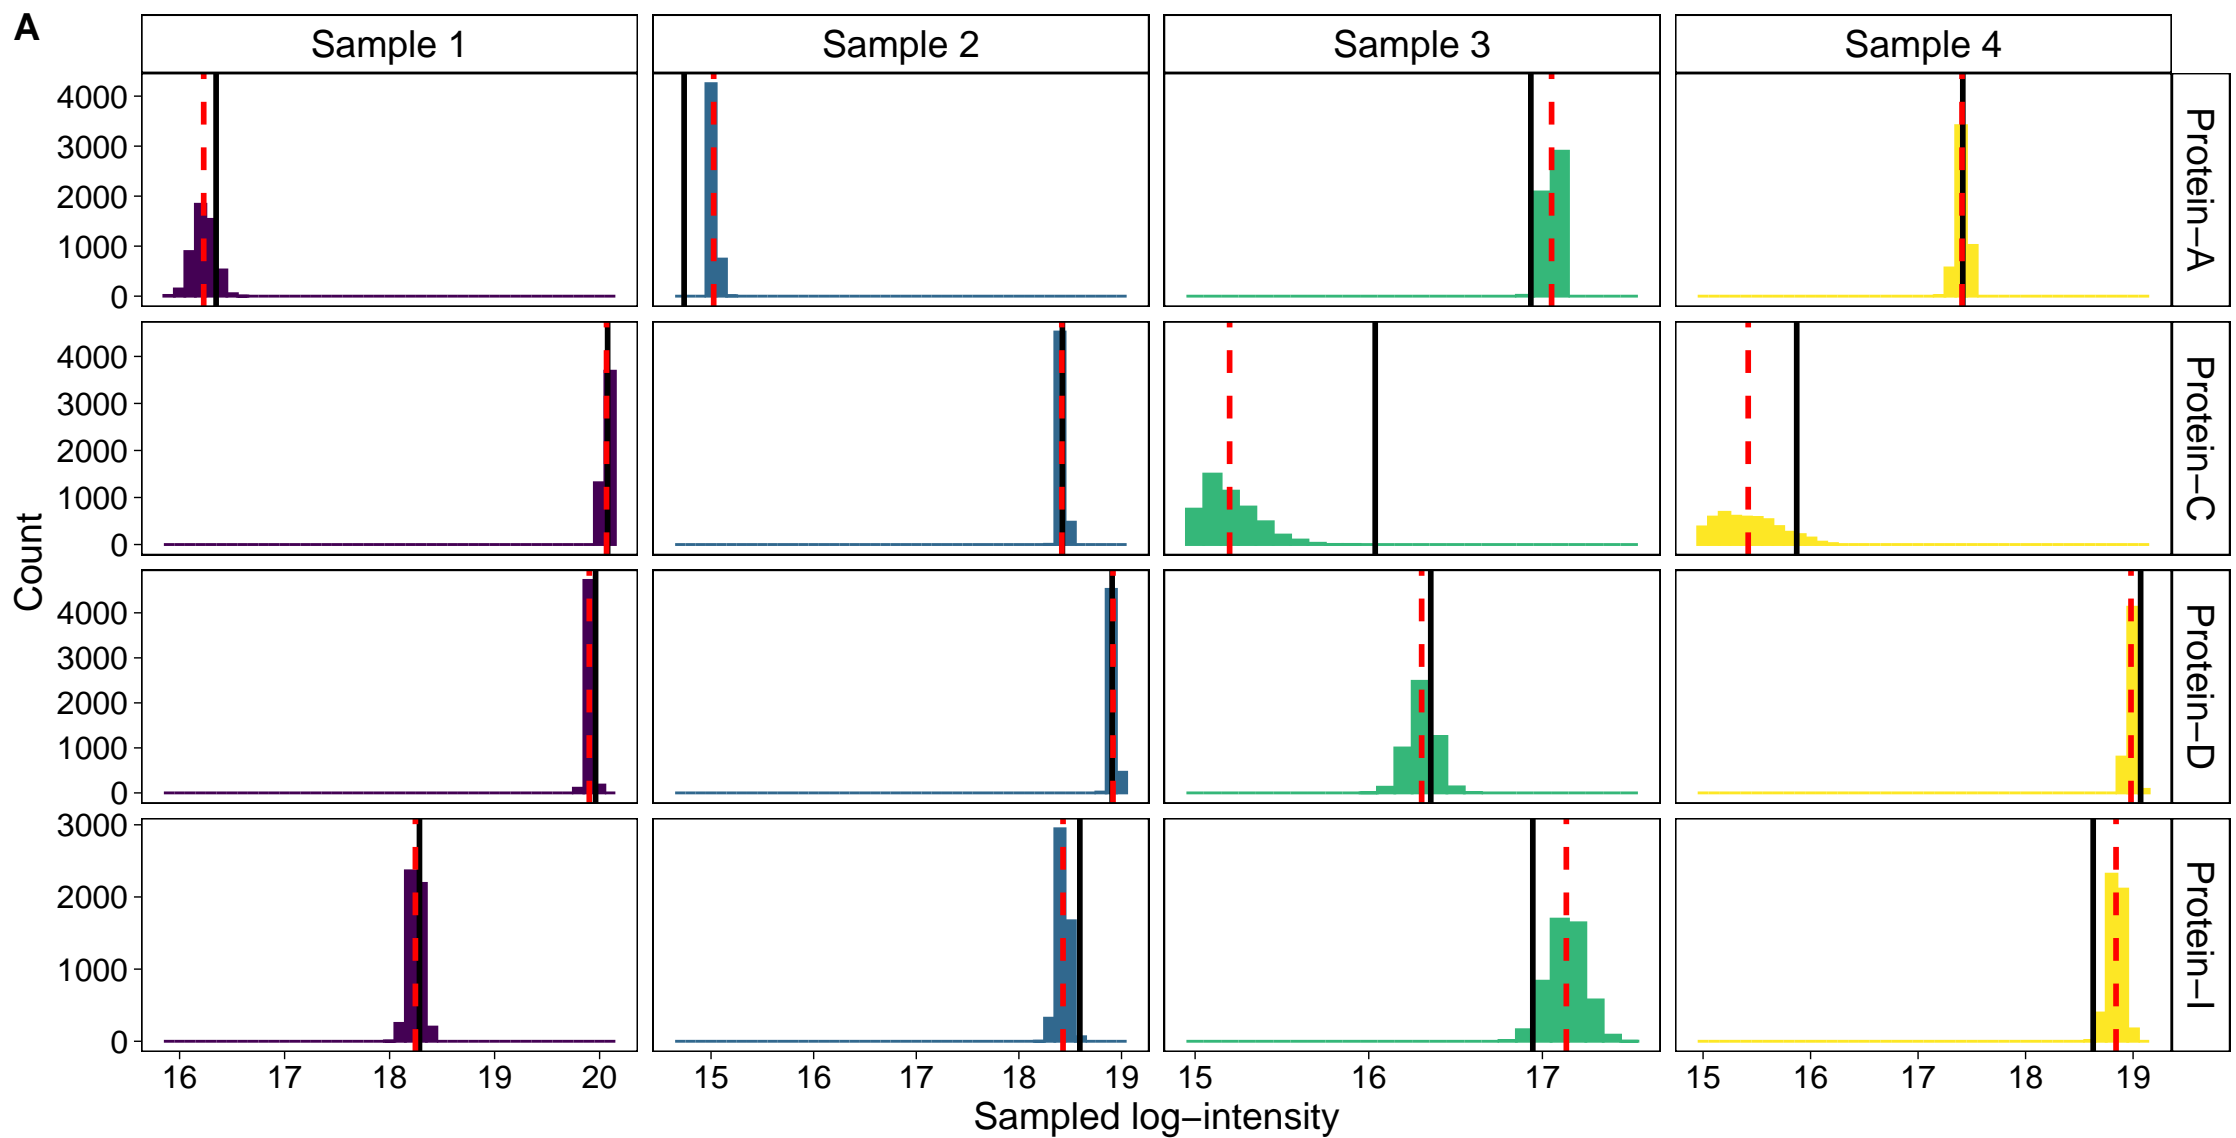 A
Sample 1
Sample 2
Sample 3
Sample 4
4000
3000
2000
1000
0
Protein–A
4000
3000
2000
1000
0
Protein–C
4000
3000
2000
1000
0
Protein–D
3000
2000
1000
0
Protein–I
Count
16 17 18 19 20
15 16 17 18 19
15 16 17
15 16 17 18 19
Sampled log–intensity